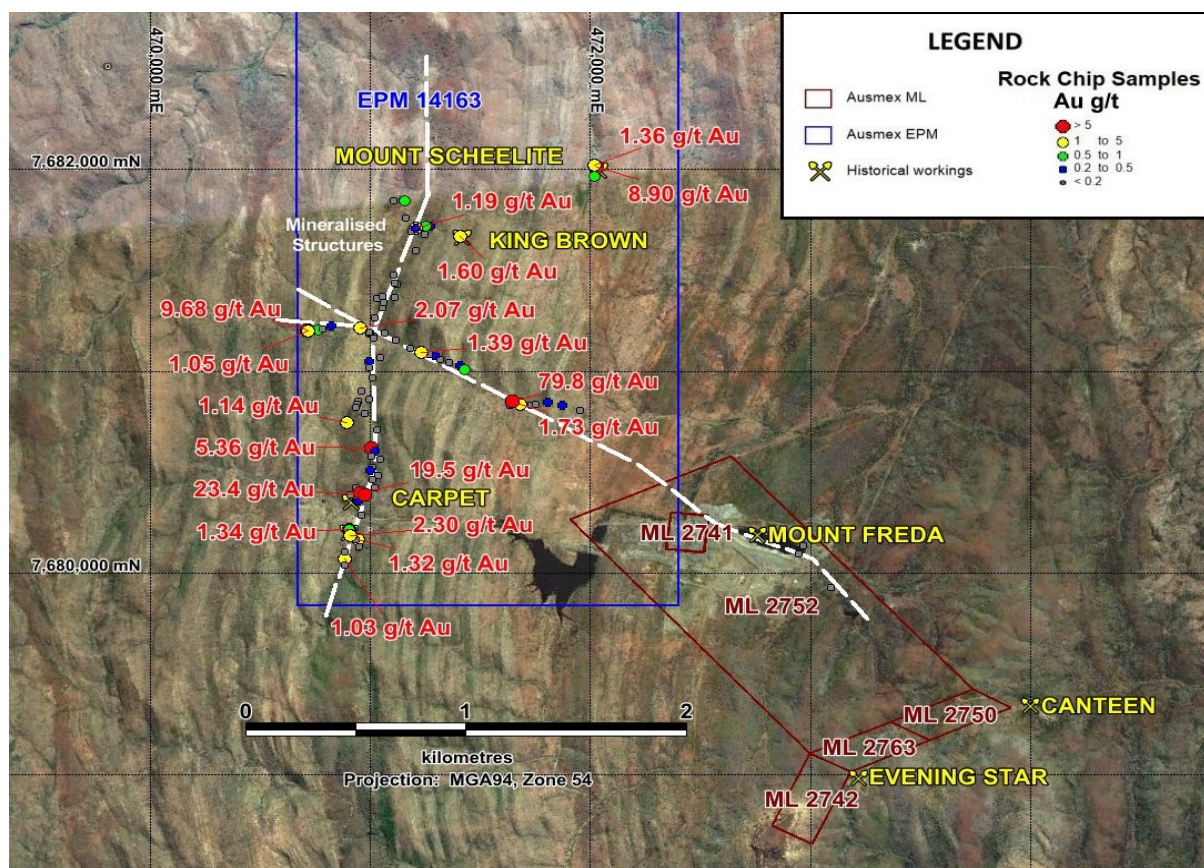 470,000 mE
472,000 mE
LEGEND
Rock Chip Samples
Au g/t
Ausmex ML
Ausmex EPM
Historical workings
> 5
1 to 5
0.5 to 1
0.2 to 0.5
< 0.2
EPM 14163
7,682,000 mN
MOUNT SCHEELITE
1.36 g/t Au
8.90 g/t Au
1.19 g/t Au
Mineralised
Structures
KING BROWN
1.60 g/t Au
9.68 g/t Au
2.07 g/t Au
1.05 g/t Au
1.39 g/t Au
79.8 g/t Au
1.14 g/t Au
1.73 g/t Au
5.36 g/t Au
19.5 g/t Au
23.4 g/t Au
CARPET
1.34 g/t Au
2.30 g/t Au
ML 2741
MOUNT FREDA
1.32 g/t Au
7,680,000 mN
ML 2752
1.03 g/t Au
0
1
2
kilometres
Projection: MGA94, Zone 54
ML 2750
CANTEEN
ML 2763
EVENING STAR
ML 2742